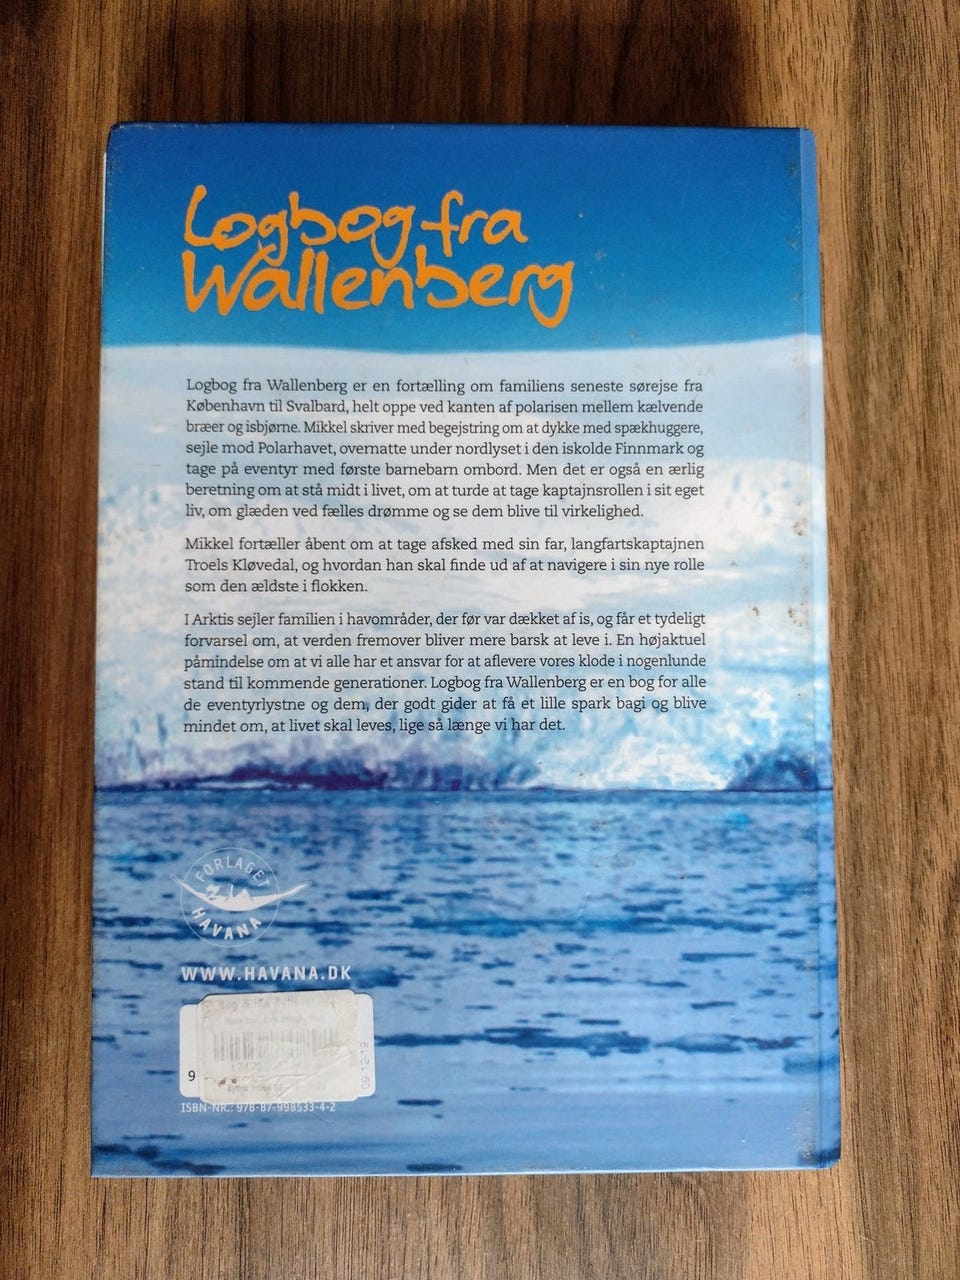 Logbog fra
Wallenberg
Logbog fra Wallenberg er en fortælling om familiens seneste sørejse fra
København til Svalbard, helt oppe ved kanten af polarisen mellem kælvende
bræer og isbjørne. Mikkel skriver med begejstring om at dykke med spækhuggere,
sejle mod Polarhavet, overnatte under nordlyset i den iskolde Finnmark og
tage på eventyr med første barnebarn ombord. Men det er også en ærlig
beretning om at stå midt i livet, om at turde at tage kaptajnsrollen i sit eget
liv, om glæden ved fælles drømme og se dem blive til virkelighed.
Mikkel fortæller åbent om at tage afsked med sin far, langfartskaptajnen
Troels Kløvedal, og hvordan han skal finde ud af at navigere i sin nye rolle
som den ældste i flokken.
I Arktis sejler familien i havområder, der før var dækket af is, og får et tydeligt
forvarsel om, at verden fremover bliver mere barsk at leve i. En højaktuel
påmindelse om at vi alle har et ansvar for at aflevere vores klode i nogenlunde
stand til kommende generationer. Logbog fra Wallenberg er en bog for alle
de eventyrlystne og dem, der godt gider at få et lille spark bagi og blive
mindet om, at livet skal leves, lige så længe vi har det.
FORLAGET
HAVANA
WWW.HAVANA.DK
Bog &
09.12.19
9
ISBN-NR.: 978-87-998533-4-2